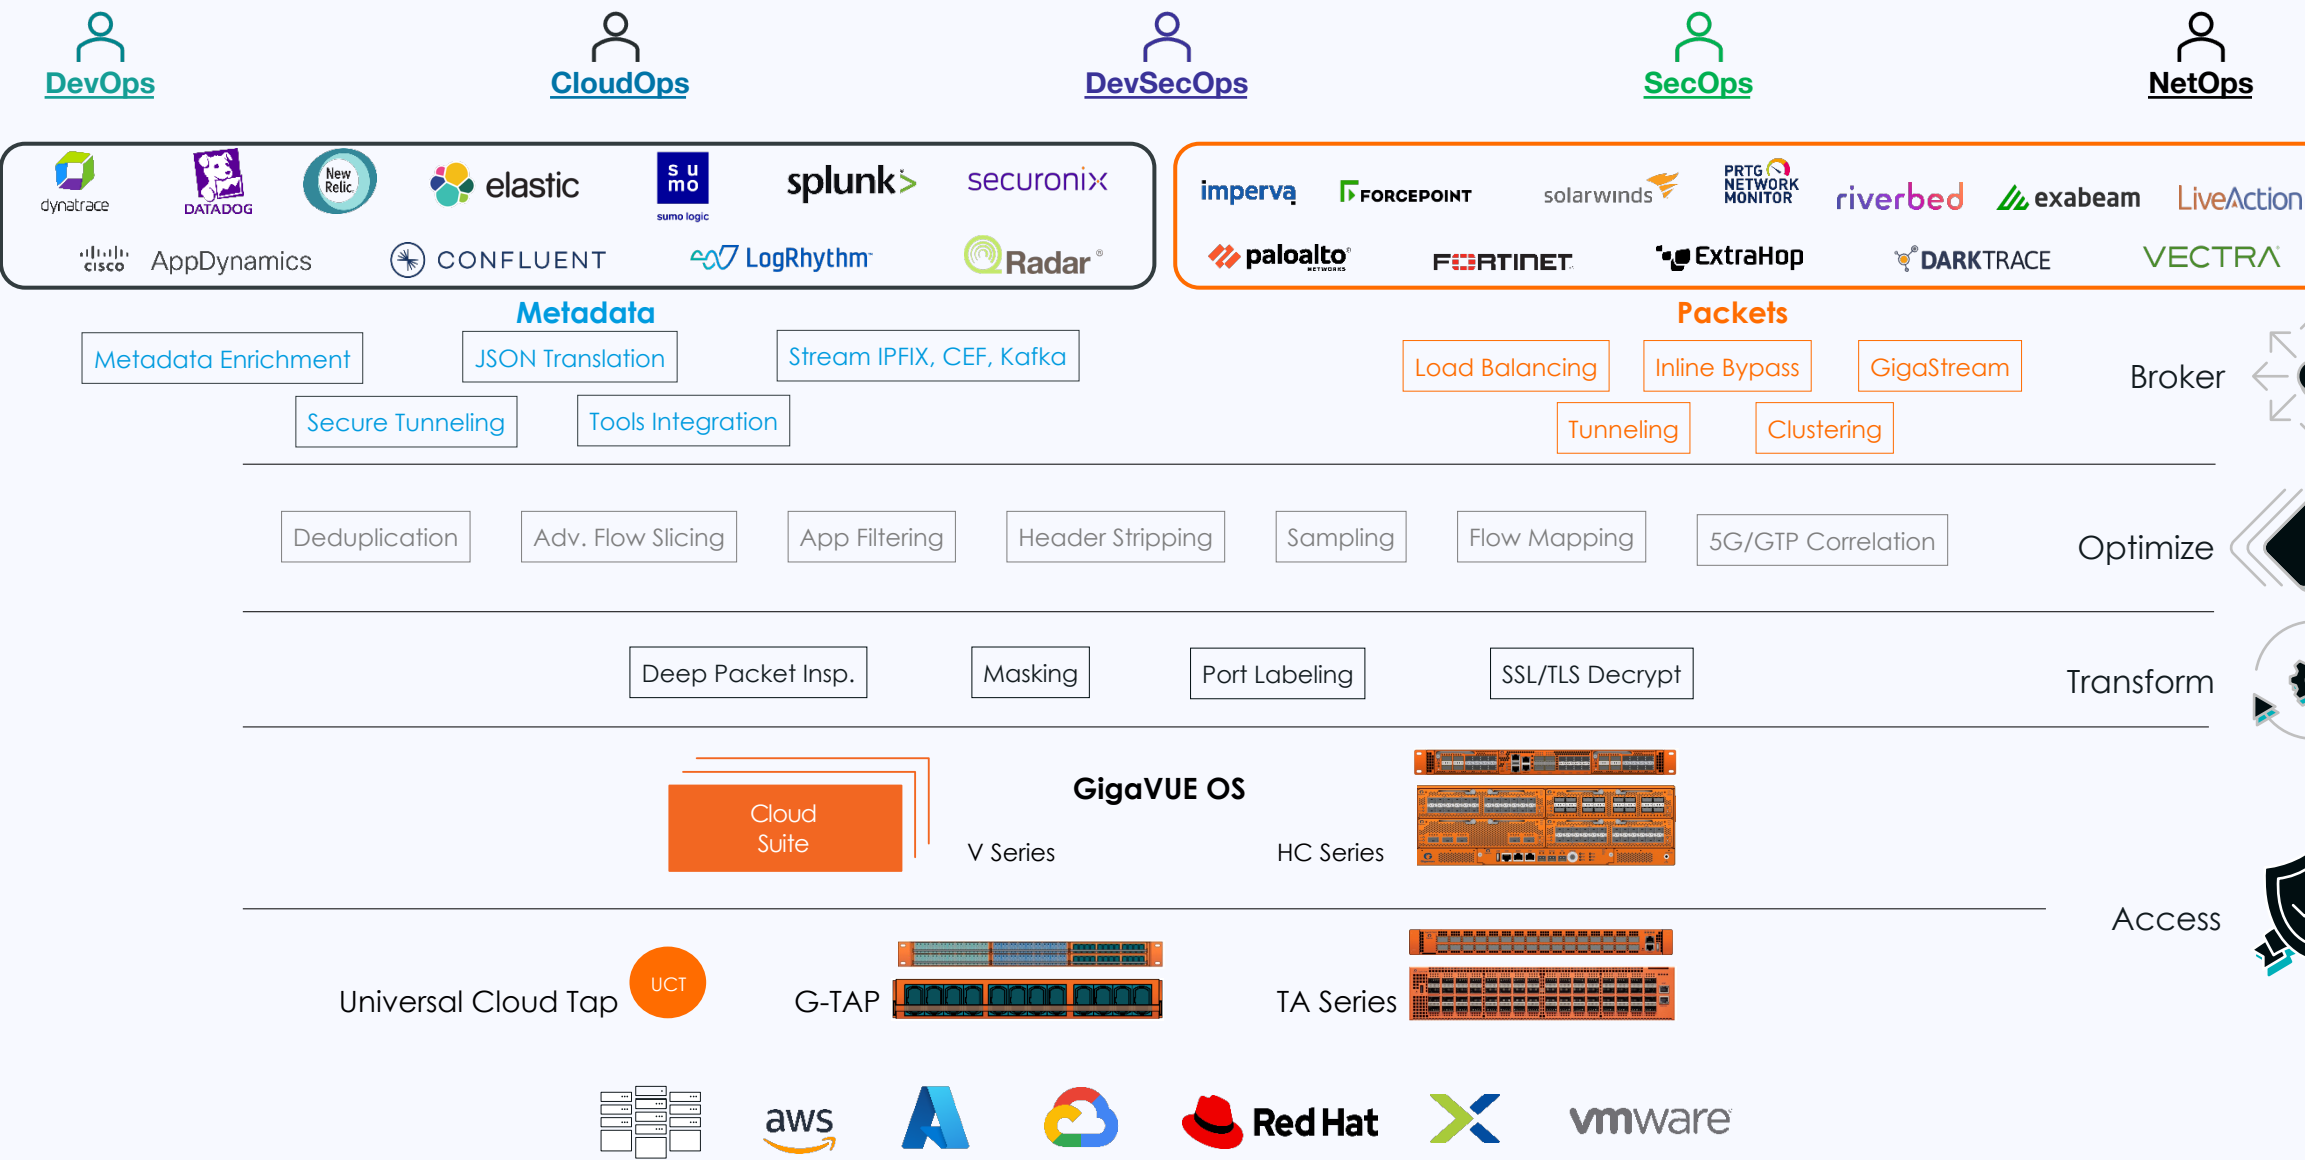 DevOps
CloudOps
DevSecOps
SecOps
NetOps
dynatrace
DATADOG
New
Relic.
elastic
su
mo
sumo logic
splunk>
securonix
cisco
AppDynamics
CONFLUENT
LogRhythm
QRadar®
imperva
FORCEPOINT
solarwinds
PRTG
NETWORK
MONITOR
riverbed
exabeam
LiveAction
paloalto
NETWORKS
FORTINET
ExtraHop
DARKTRACE
VECTRA
Metadata
Packets
Metadata Enrichment
JSON Translation
Stream IPFIX, CEF, Kafka
Secure Tunneling
Tools Integration
Load Balancing
Inline Bypass
GigaStream
Tunneling
Clustering
Broker
Deduplication
Adv. Flow Slicing
App Filtering
Header Stripping
Sampling
Flow Mapping
5G/GTP Correlation
Optimize
Deep Packet Insp.
Masking
Port Labeling
SSL/TLS Decrypt
Transform
Cloud
Suite
V Series
GigaVUE OS
HC Series
Access
Universal Cloud Tap
UCT
G-TAP
TA Series
aws
Red Hat
vmware